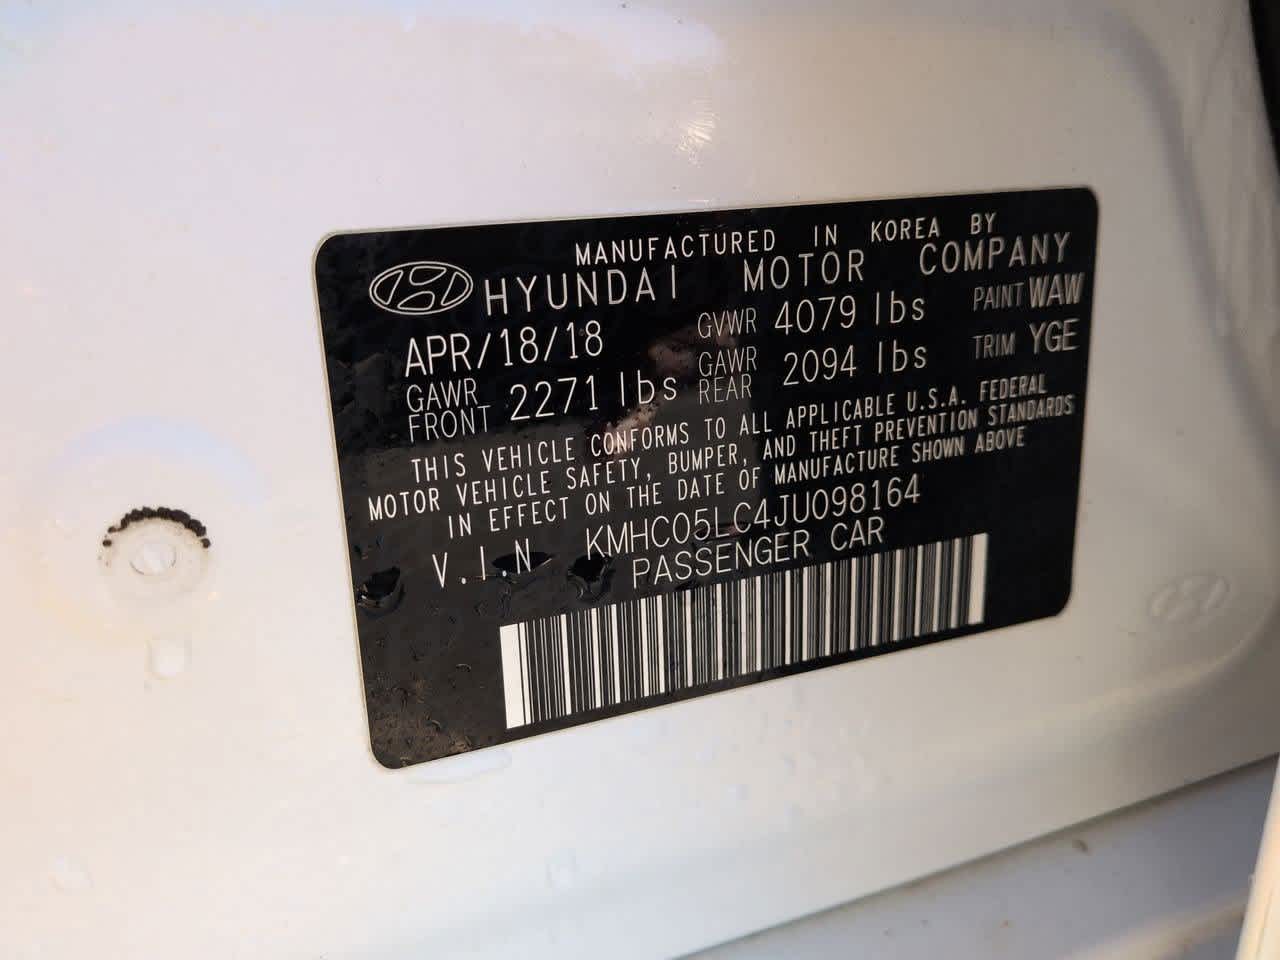 MANUFACTURED IN KOREA BY
HYUNDAI MOTOR COMPANY
APR/18/18 GVWR 4079 lbs PAINT WAW
GAWR FRONT 2271 lbs GAWR REAR 2094 lbs TRIM YGE
THIS VEHICLE CONFORMS TO ALL APPLICABLE U.S.A. FEDERAL
MOTOR VEHICLE SAFETY, BUMPER, AND THEFT PREVENTION STANDARDS
IN EFFECT ON THE DATE OF MANUFACTURE SHOWN ABOVE
V.I.N KMHC05LC4JU098164
PASSENGER CAR